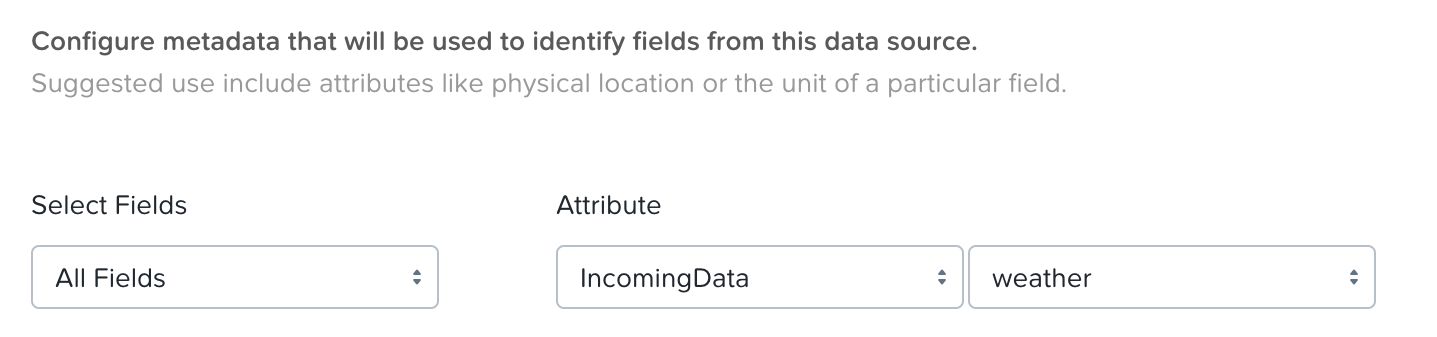 Configure metadata that will be used to identify fields from this data source.
Suggested use include attributes like physical location or the unit of a particular field.
Select Fields
Attribute
All Fields
IncomingData
weather